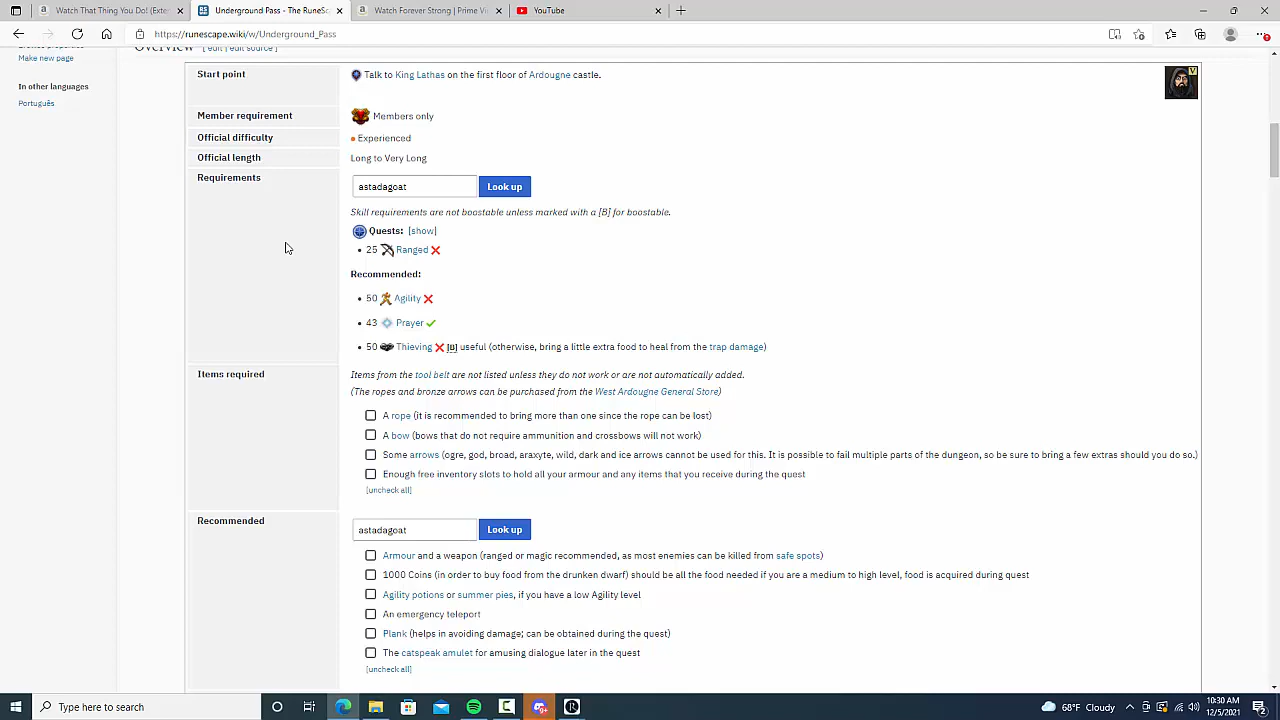 Watch That Thing You Do! (Exter
Underground Pass - The RuneSc
Watch Forever Strong | Prime Vi
YouTube
https://runescape.wiki/w/Underground_Pass
Overview [ edit | edit source ]
Make new page
In other languages
Português
Start point
Talk to King Lathas on the first floor of Ardougne castle.
Member requirement
Members only
Official difficulty
Experienced
Official length
Long to Very Long
Requirements
astadagoat Look up
Skill requirements are not boostable unless marked with a [B] for boostable.
Quests: [show]
• 25 Ranged
Recommended:
• 50 Agility
• 43 Prayer
• 50 Thieving [B] useful (otherwise, bring a little extra food to heal from the trap damage)
Items required
Items from the tool belt are not listed unless they do not work or are not automatically added.
(The ropes and bronze arrows can be purchased from the West Ardougne General Store)
A rope (it is recommended to bring more than one since the rope can be lost)
A bow (bows that do not require ammunition and crossbows will not work)
Some arrows (ogre, god, broad, araxyte, wild, dark and ice arrows cannot be used for this. It is possible to fail multiple parts of the dungeon, so be sure to bring a few extras should you do so.)
Enough free inventory slots to hold all your armour and any items that you receive during the quest
[uncheck all]
Recommended
astadagoat Look up
Armour and a weapon (ranged or magic recommended, as most enemies can be killed from safe spots)
1000 Coins (in order to buy food from the drunken dwarf) should be all the food needed if you are a medium to high level, food is acquired during quest
Agility potions or summer pies, if you have a low Agility level
An emergency teleport
Plank (helps in avoiding damage; can be obtained during the quest)
The catspeak amulet for amusing dialogue later in the quest
[uncheck all]
Type here to search
68°F Cloudy
10:30 AM
12/5/2021
2